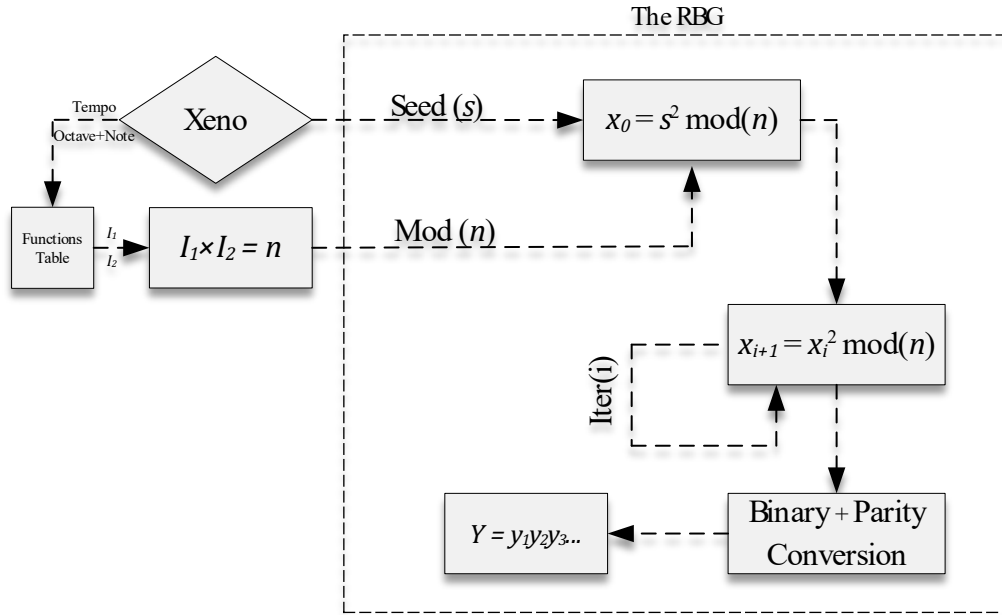 The RBG
Tempo
Octave+Note
Xeno
Seed (s)
x₀ = s² mod(n)
Functions
Table
I₁
I₂
I₁×I₂ = n
Mod (n)
xᵢ₊₁ = xᵢ² mod(n)
Iter(i)
Binary + Parity
Conversion
Y = y₁y₂y₃...